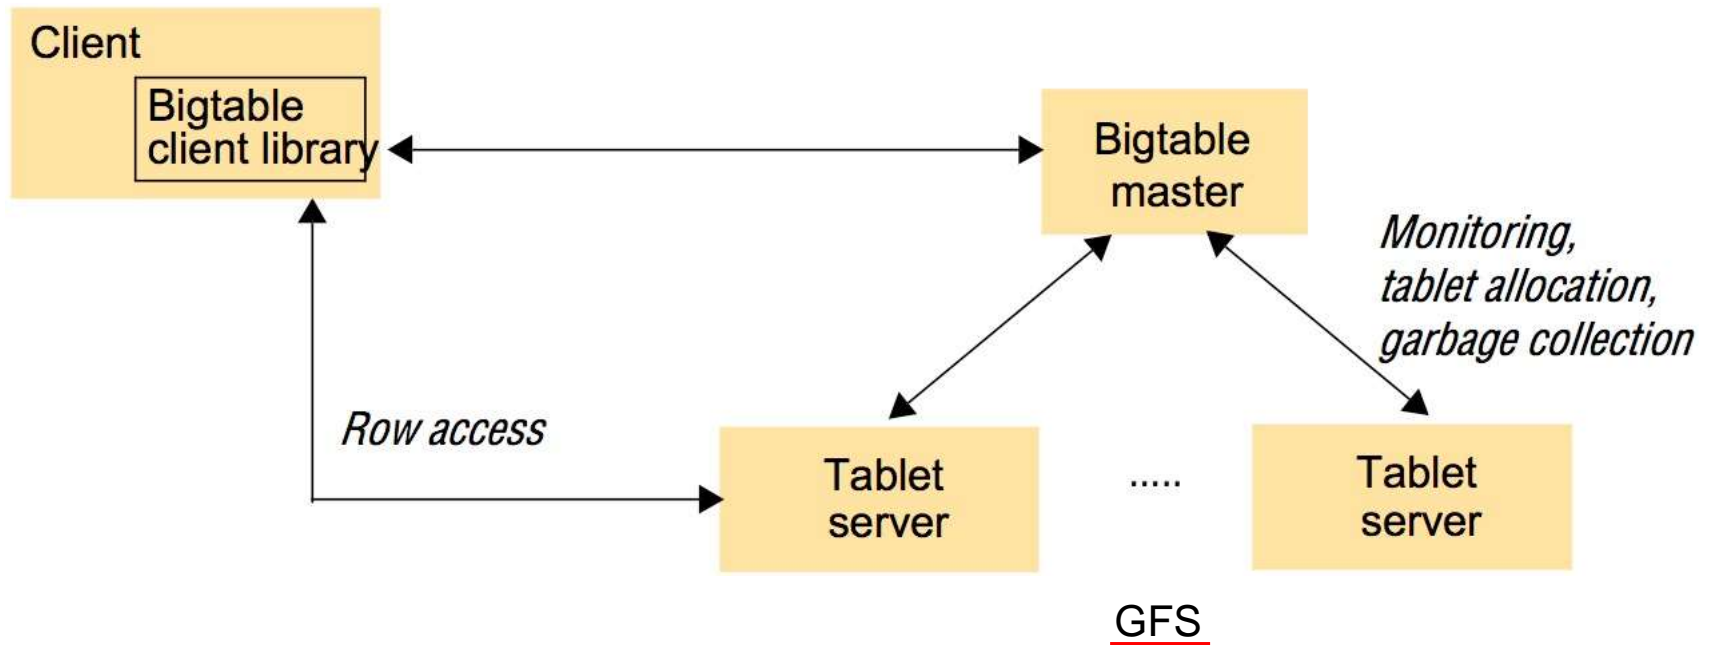 Client
Bigtable
client library
Bigtable
master
Monitoring,
tablet allocation,
garbage collection
Row access
Tablet
server
.....
Tablet
server
GFS